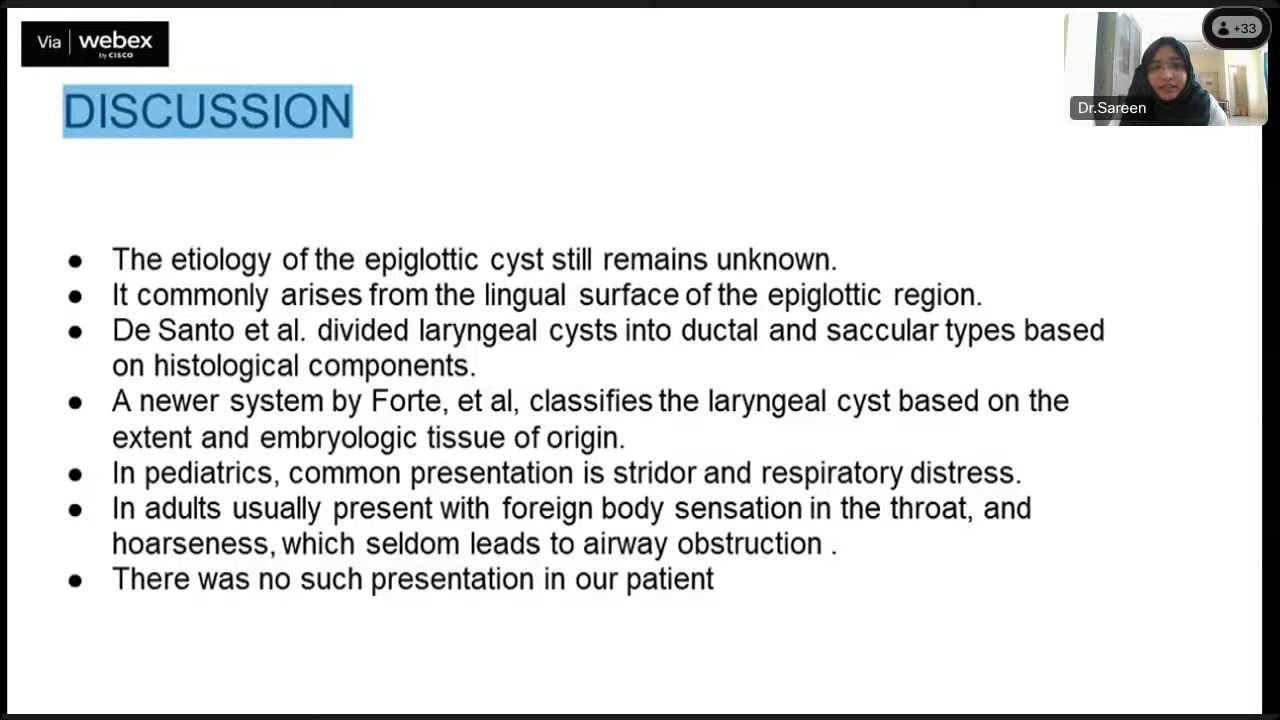 Via webex
by CISCO
+33
Dr.Sareen
DISCUSSION
● The etiology of the epiglottic cyst still remains unknown.
● It commonly arises from the lingual surface of the epiglottic region.
● De Santo et al. divided laryngeal cysts into ductal and saccular types based
on histological components.
● A newer system by Forte, et al, classifies the laryngeal cyst based on the
extent and embryologic tissue of origin.
● In pediatrics, common presentation is stridor and respiratory distress.
● In adults usually present with foreign body sensation in the throat, and
hoarseness, which seldom leads to airway obstruction .
● There was no such presentation in our patient